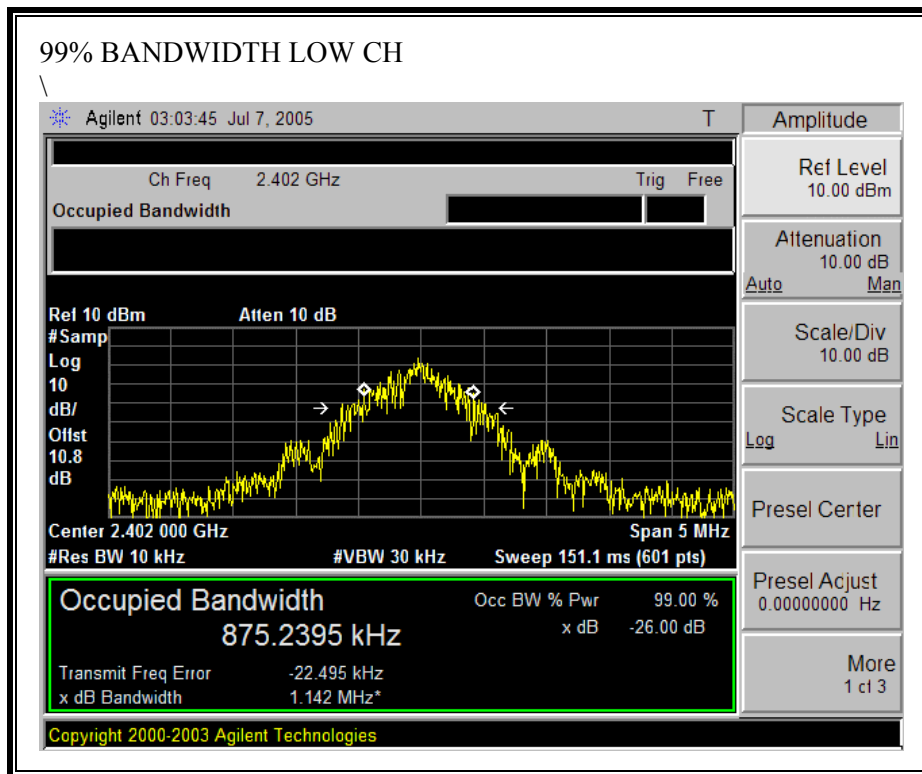 99% BANDWIDTH LOW CH
\
Agilent 03:03:45 Jul 7, 2005 T
Ch Freq 2.402 GHz Trig Free
Occupied Bandwidth
Ref 10 dBm Atten 10 dB
#Samp
Log
10
dB/
Offst
10.8
dB
Center 2.402 000 GHz Span 5 MHz
#Res BW 10 kHz #VBW 30 kHz Sweep 151.1 ms (601 pts)
Occupied Bandwidth Occ BW % Pwr 99.00 %
875.2395 kHz x dB -26.00 dB
Transmit Freq Error -22.495 kHz
x dB Bandwidth 1.142 MHz*
Copyright 2000-2003 Agilent Technologies
Amplitude
Ref Level
10.00 dBm
Attenuation
10.00 dB
Auto Man
Scale/Div
10.00 dB
Scale Type
Log Lin
Presel Center
Presel Adjust
0.00000000 Hz
More
1 of 3